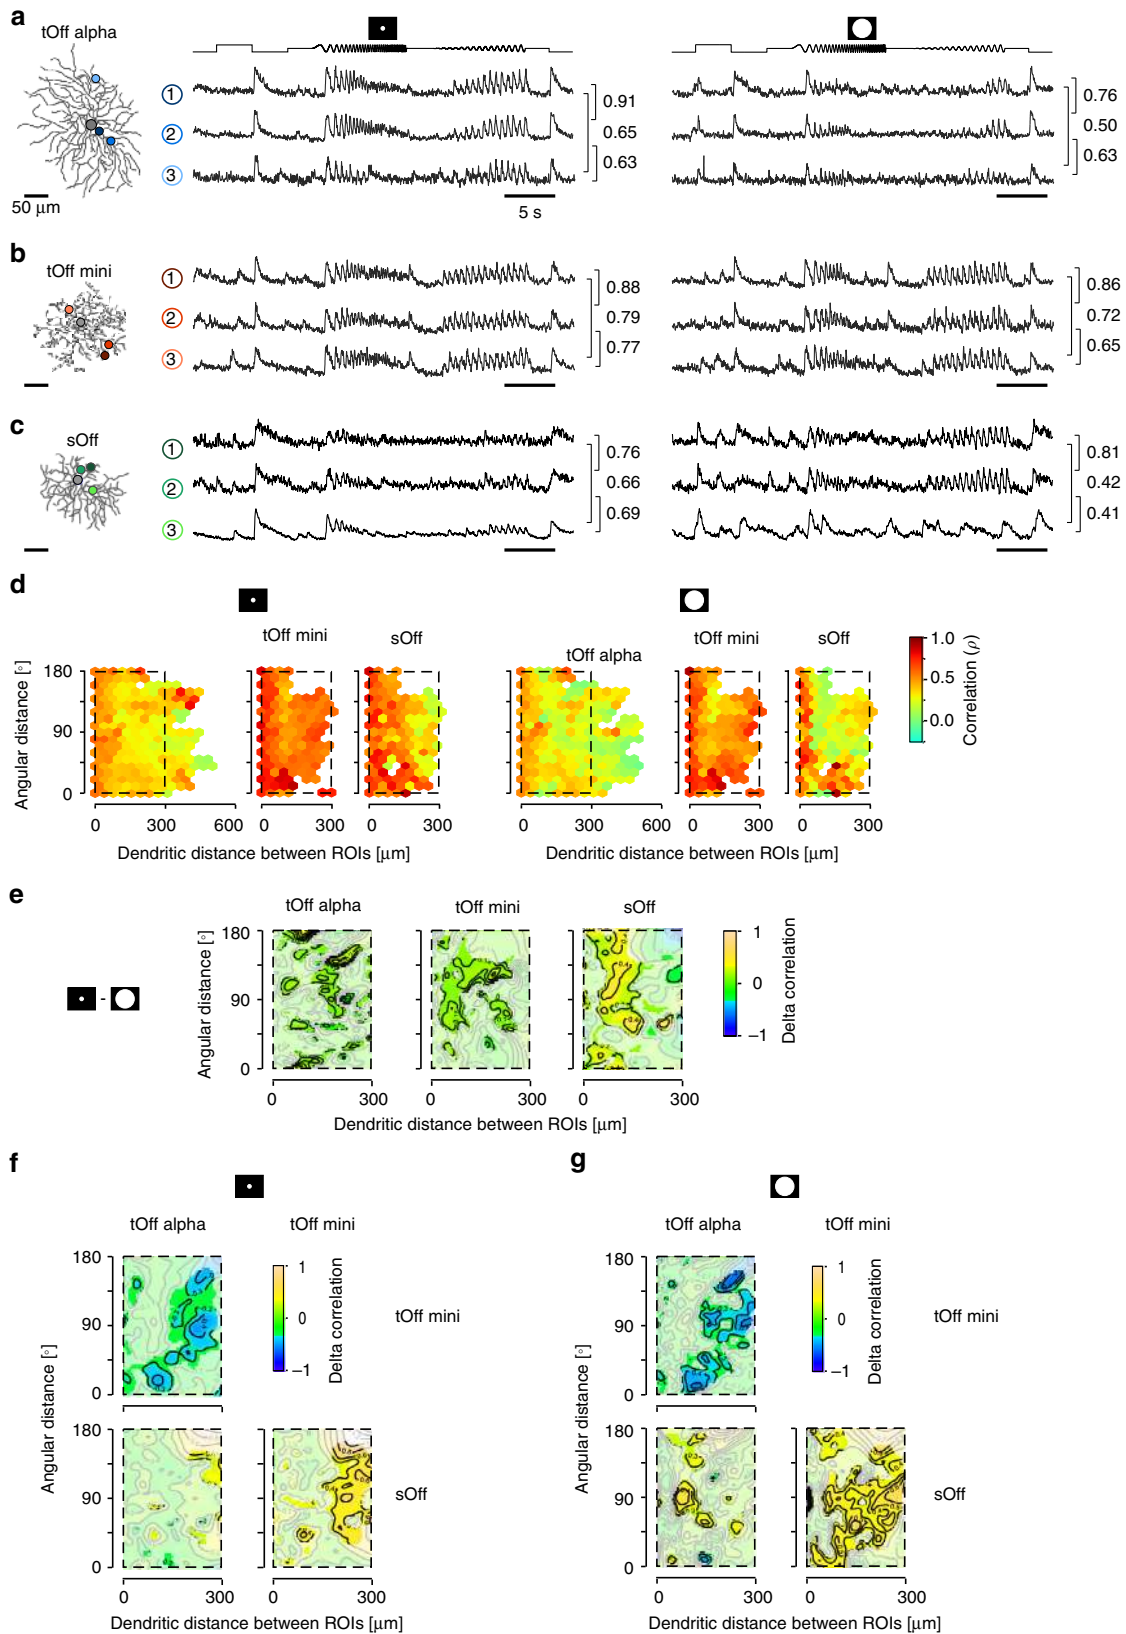 a
tOff alpha
50 μm
1
2
3
0.91
0.65
0.63
5 s
0.76
0.50
0.63
b
tOff mini
1
2
3
0.88
0.79
0.77
0.86
0.72
0.65
c
sOff
1
2
3
0.76
0.66
0.69
0.81
0.42
0.41
d
tOff mini
sOff
tOff alpha
tOff mini
sOff
Angular distance [°]
180
90
0
0 300 600
0 300
0 300
0 300 600
0 300
0 300
Dendritic distance between ROIs [μm]
Dendritic distance between ROIs [μm]
1.0
0.5
0.0
Correlation (ρ)
e
tOff alpha
tOff mini
sOff
-
Angular distance [°]
180
90
0
0 300
0 300
0 300
Dendritic distance between ROIs [μm]
1
0
−1
Delta correlation
f
tOff alpha
tOff mini
180
90
0
1
0
−1
Delta correlation
tOff mini
Angular distance [°]
180
90
0
sOff
0 300
0 300
Dendritic distance between ROIs [μm]
g
tOff alpha
tOff mini
180
90
0
1
0
−1
Delta correlation
tOff mini
Angular distance [°]
180
90
0
sOff
0 300
0 300
Dendritic distance between ROIs [μm]